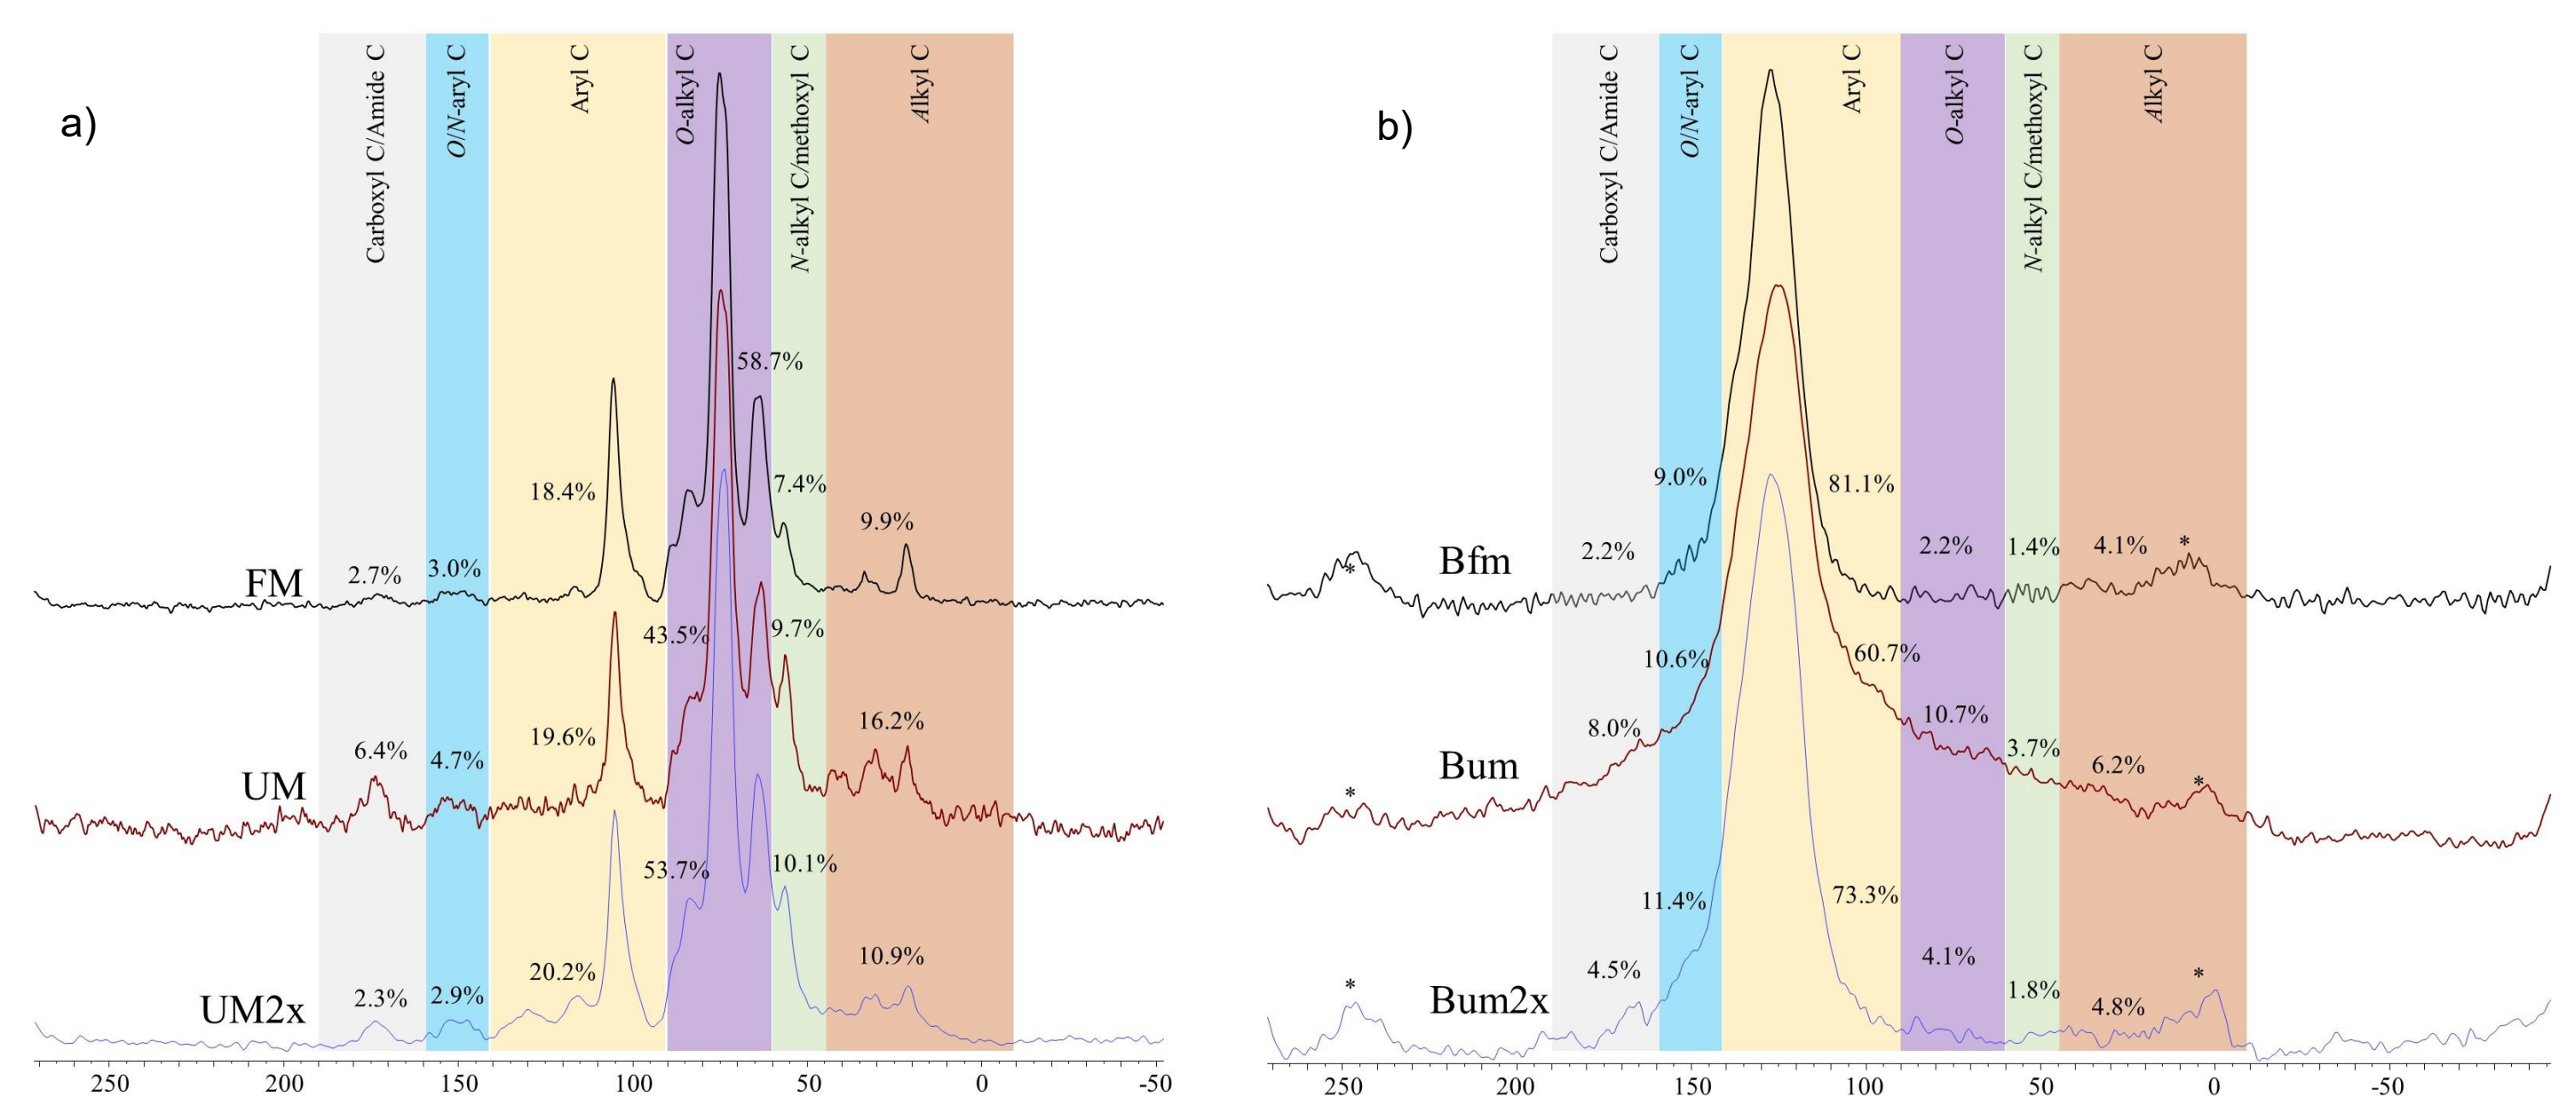 a)
Carboxyl C/Amide C
O/N-aryl C
Aryl C
O-alkyl C
N-alkyl C/methoxyl C
Alkyl C
58.7%
18.4%
7.4%
9.9%
FM
2.7%
3.0%
43.5%
9.7%
19.6%
16.2%
UM
6.4%
4.7%
53.7%
10.1%
20.2%
10.9%
UM2x
2.3%
2.9%
250
200
150
100
50
0
-50
b)
Carboxyl C/Amide C
O/N-aryl C
Aryl C
O-alkyl C
N-alkyl C/methoxyl C
Alkyl C
9.0%
81.1%
*
Bfm
2.2%
2.2%
1.4%
4.1%
*
10.6%
60.7%
*
Bum
8.0%
10.7%
3.7%
6.2%
*
11.4%
73.3%
*
Bum2x
4.5%
4.1%
1.8%
4.8%
*
250
200
150
100
50
0
-50